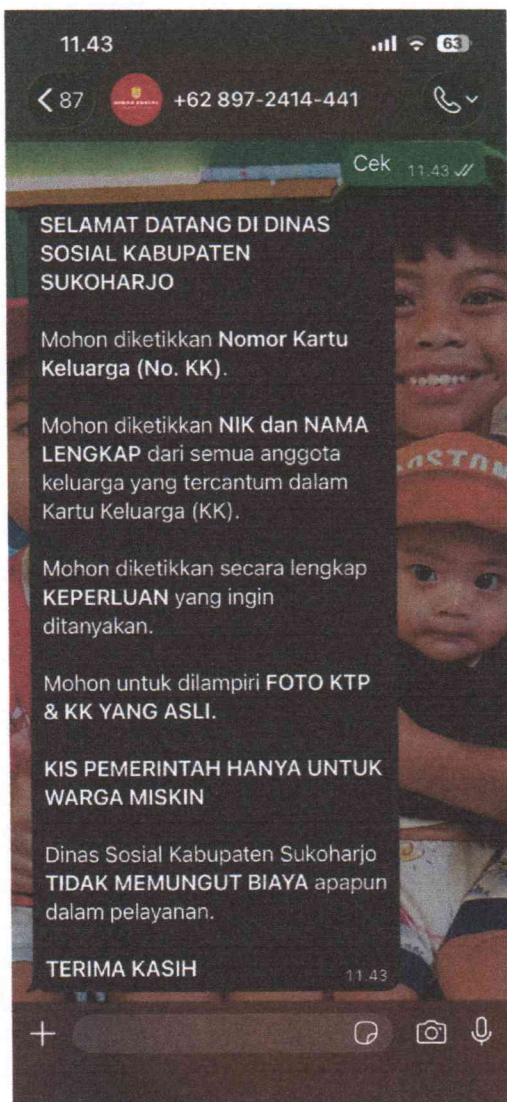 11.43
63
87
+62 897-2414-441
Cek 11.43
SELAMAT DATANG DI DINAS
SOSIAL KABUPATEN
SUKOHARJO
Mohon diketikkan Nomor Kartu
Keluarga (No. KK).
Mohon diketikkan NIK dan NAMA
LENGKAP dari semua anggota
keluarga yang tercantum dalam
Kartu Keluarga (KK).
Mohon diketikkan secara lengkap
KEPERLUAN yang ingin
ditanyakan.
Mohon untuk dilampiri FOTO KTP
& KK YANG ASLI.
KIS PEMERINTAH HANYA UNTUK
WARGA MISKIN
Dinas Sosial Kabupaten Sukoharjo
TIDAK MEMUNGUT BIAYA apapun
dalam pelayanan.
TERIMA KASIH 11.43